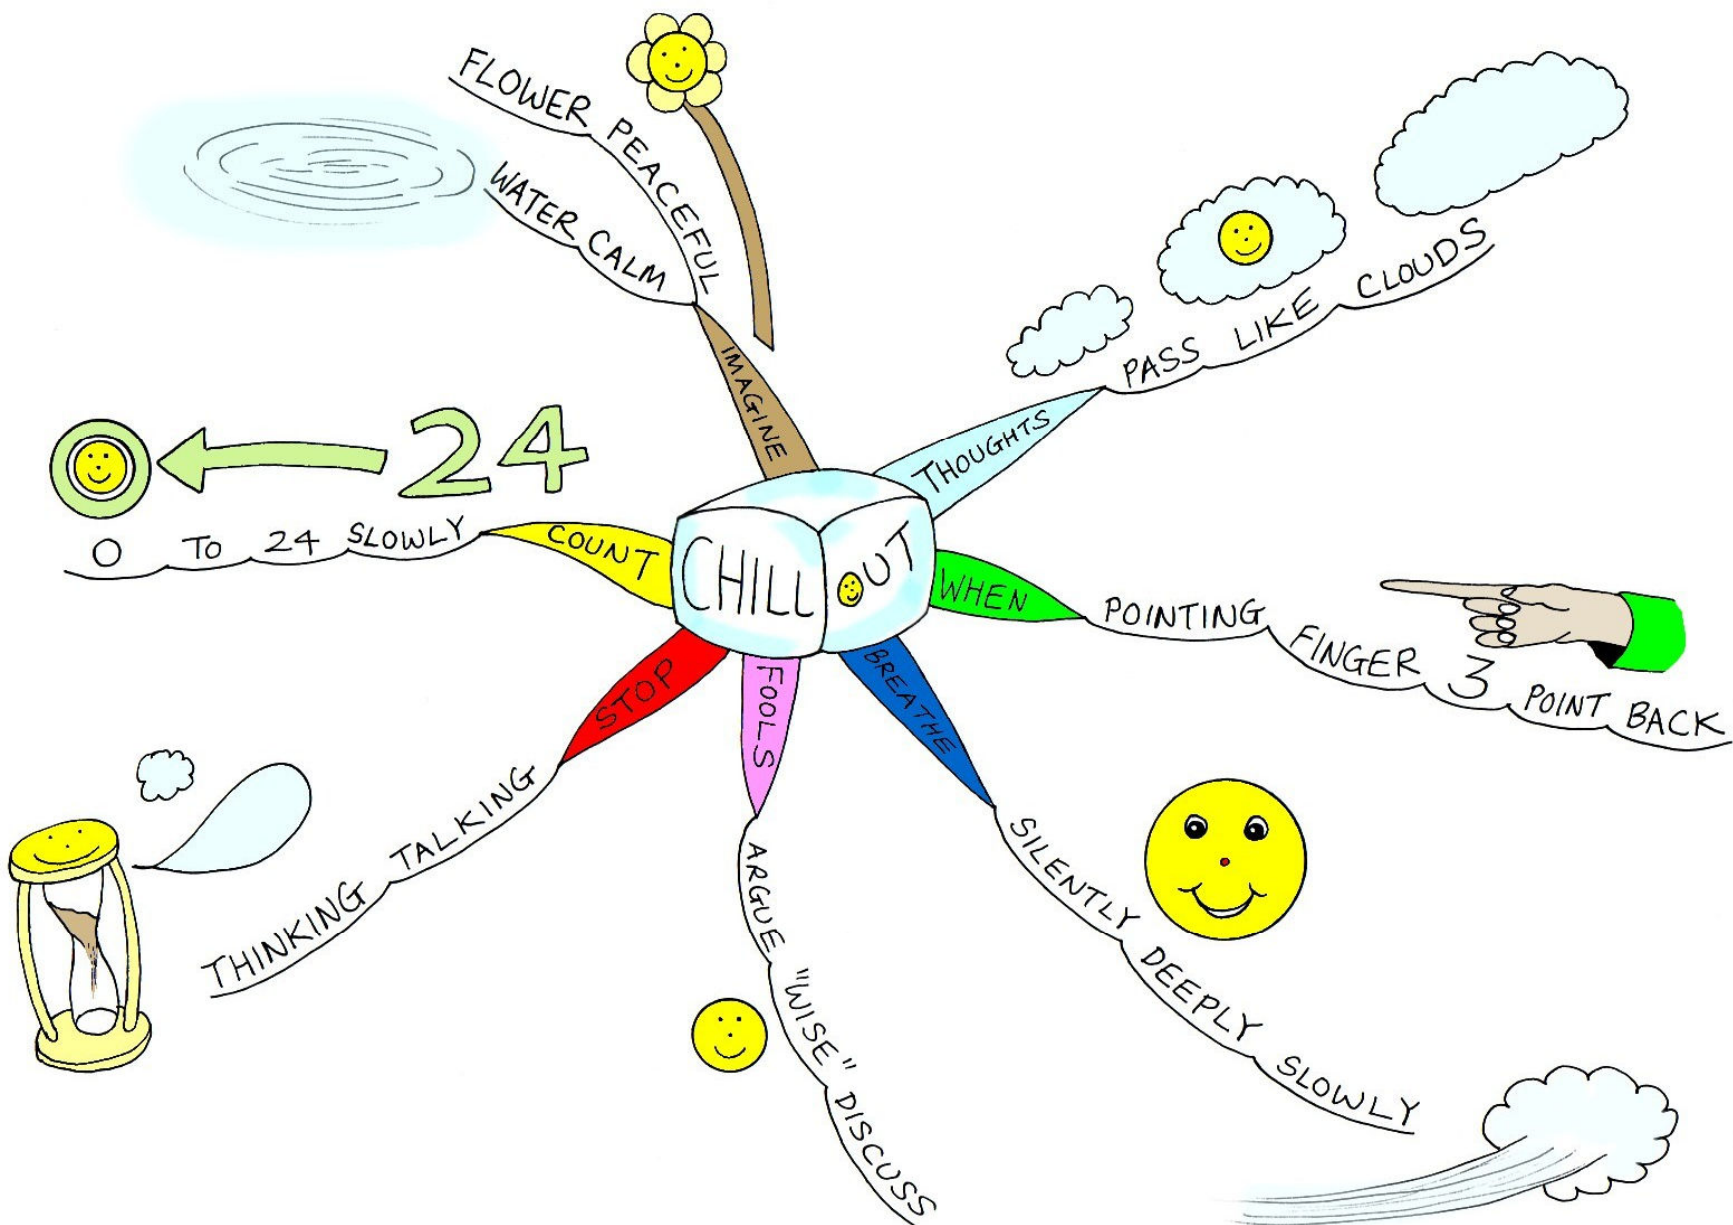 CHILL OUT
THOUGHTS
PASS LIKE CLOUDS
WHEN
POINTING FINGER 3 POINT BACK
BREATHE
SILENTLY DEEPLY SLOWLY
FOOLS
ARGUE "WISE" DISCUSS
STOP
THINKING TALKING
COUNT
0 TO 24 SLOWLY
24
IMAGINE
WATER CALM
FLOWER PEACEFUL